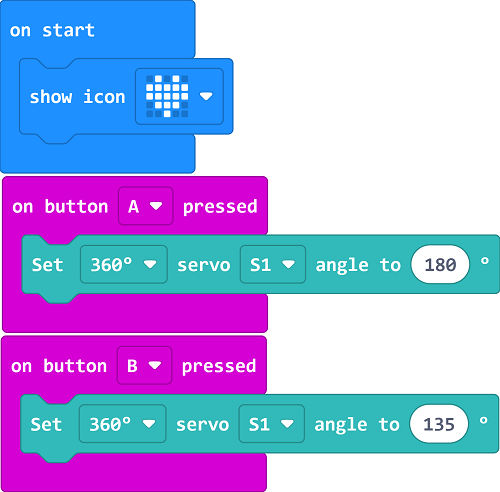 on start
show icon
on button A pressed
Set 360° servo S1 angle to 180 °
on button B pressed
Set 360° servo S1 angle to 135 °